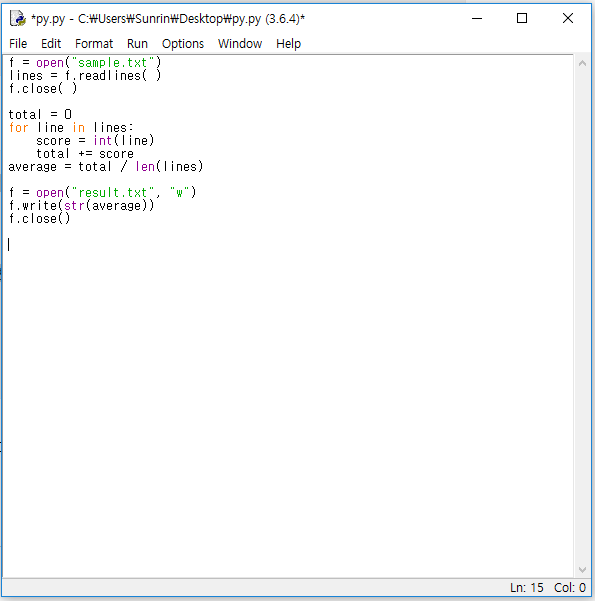 *py.py - C:₩Users₩Sunrin₩Desktop₩py.py (3.6.4)*
File Edit Format Run Options Window Help
f = open("sample.txt")
lines = f.readlines( )
f.close( )
total = 0
for line in lines:
    score = int(line)
    total += score
average = total / len(lines)
f = open("result.txt", "w")
f.write(str(average))
f.close()
Ln: 15 Col: 0